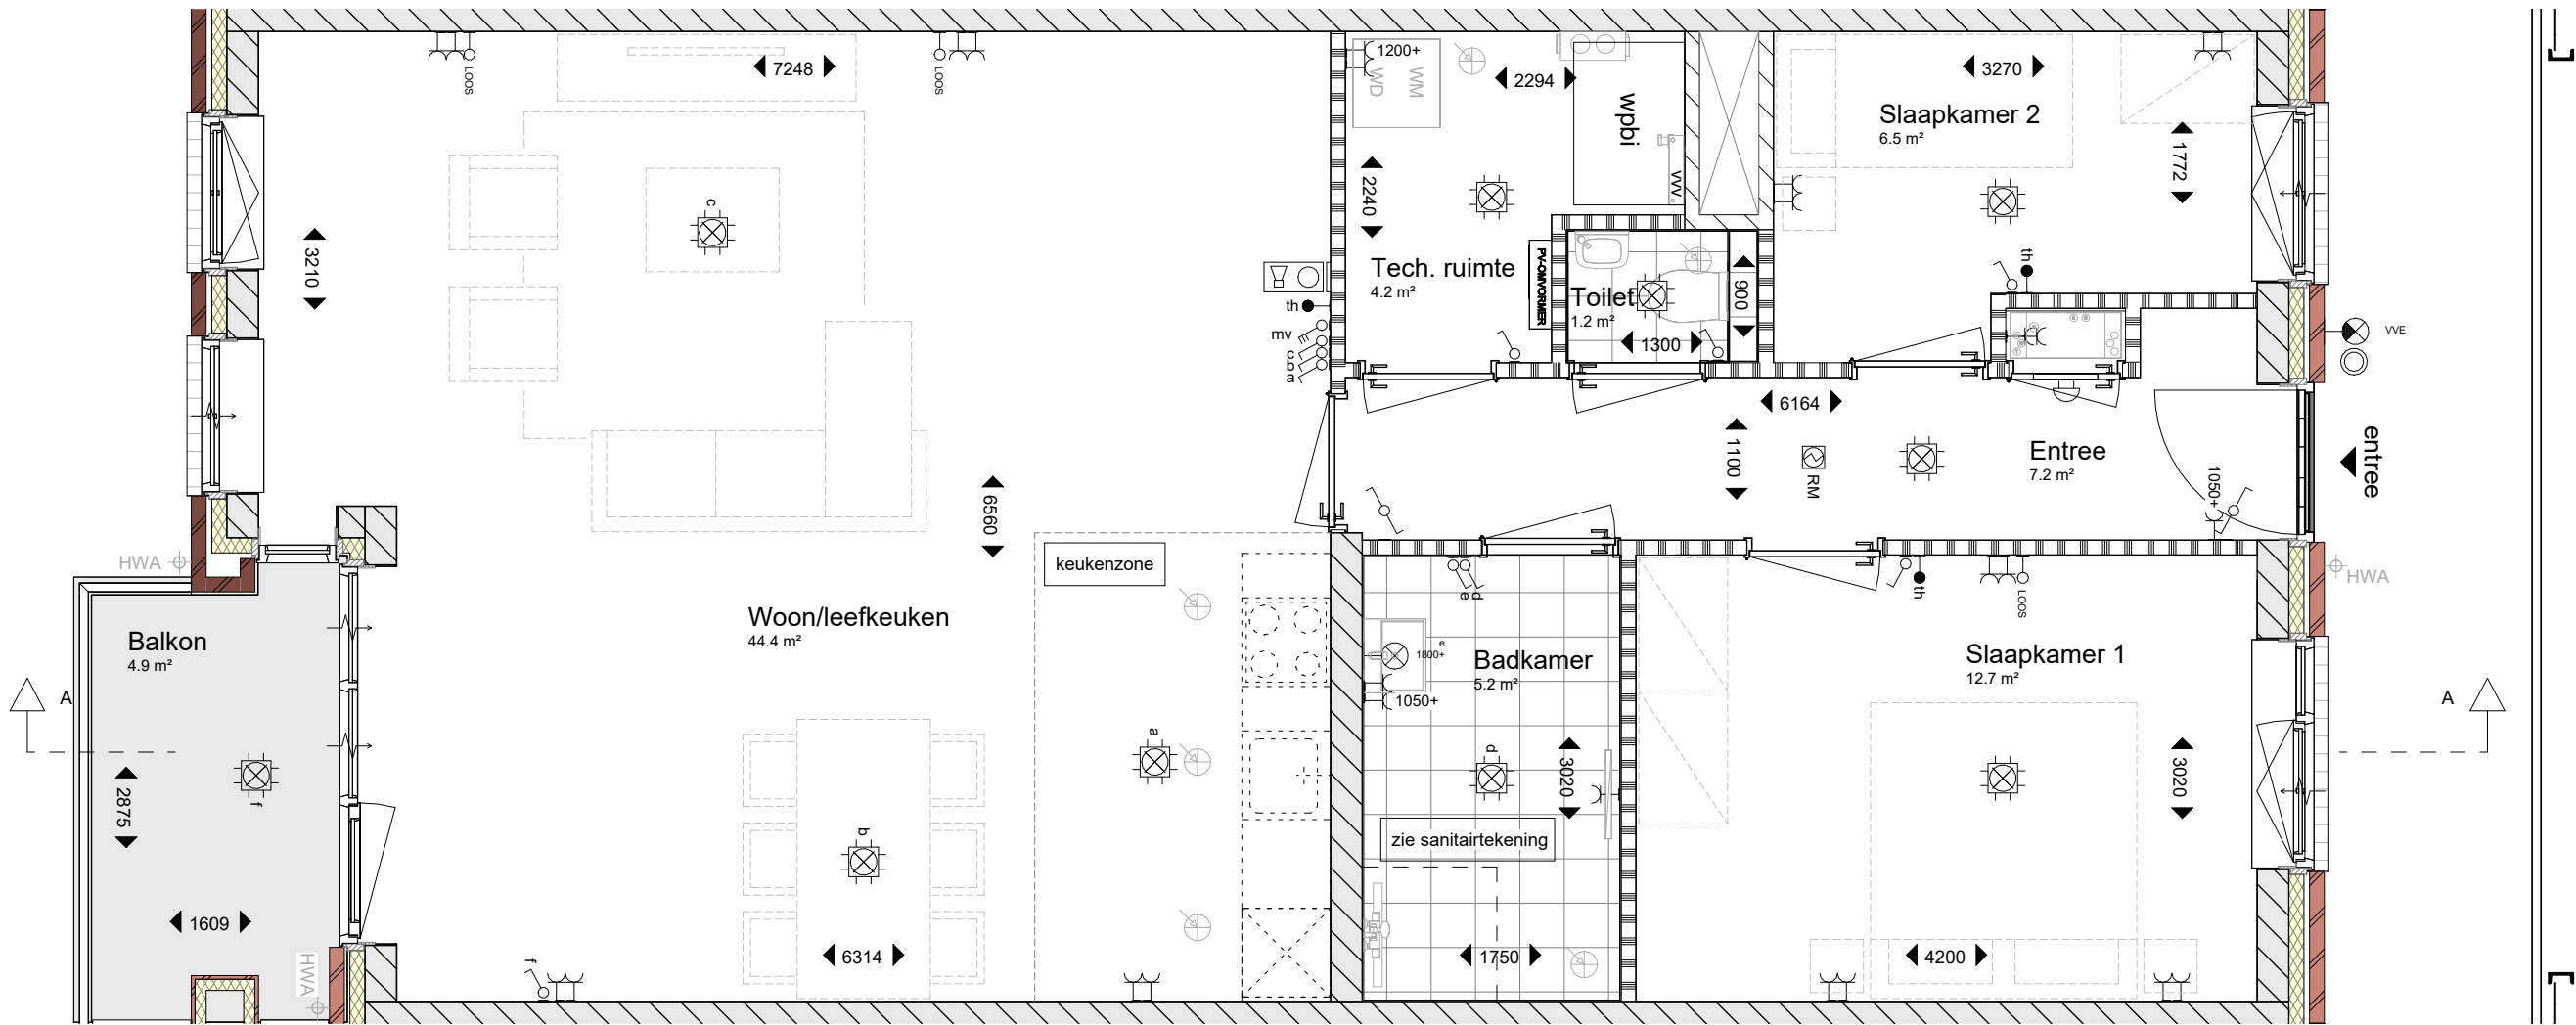 LOOS
LOOS
7248
1200+
WD
WM
2294
Wpbi
VVV
3270
Slaapkamer 2
6.5 m²
1772
c
3210
2240
Tech. ruimte
4.2 m²
PV-OMVORMER
Toilet
1.2 m²
900
1300
th
th
mv
c
b
a
VVE
6164
1100
RM
Entree
7.2 m²
1050+
entree
6560
HWA
keukenzone
HWA
Balkon
4.9 m²
Woon/leefkeuken
44.4 m²
e
d
th
LOOS
e
1800+
Badkamer
5.2 m²
1050+
Slaapkamer 1
12.7 m²
A
A
a
d
3020
3020
f
2875
b
zie sanitairtekening
1609
6314
1750
4200
f
HWA